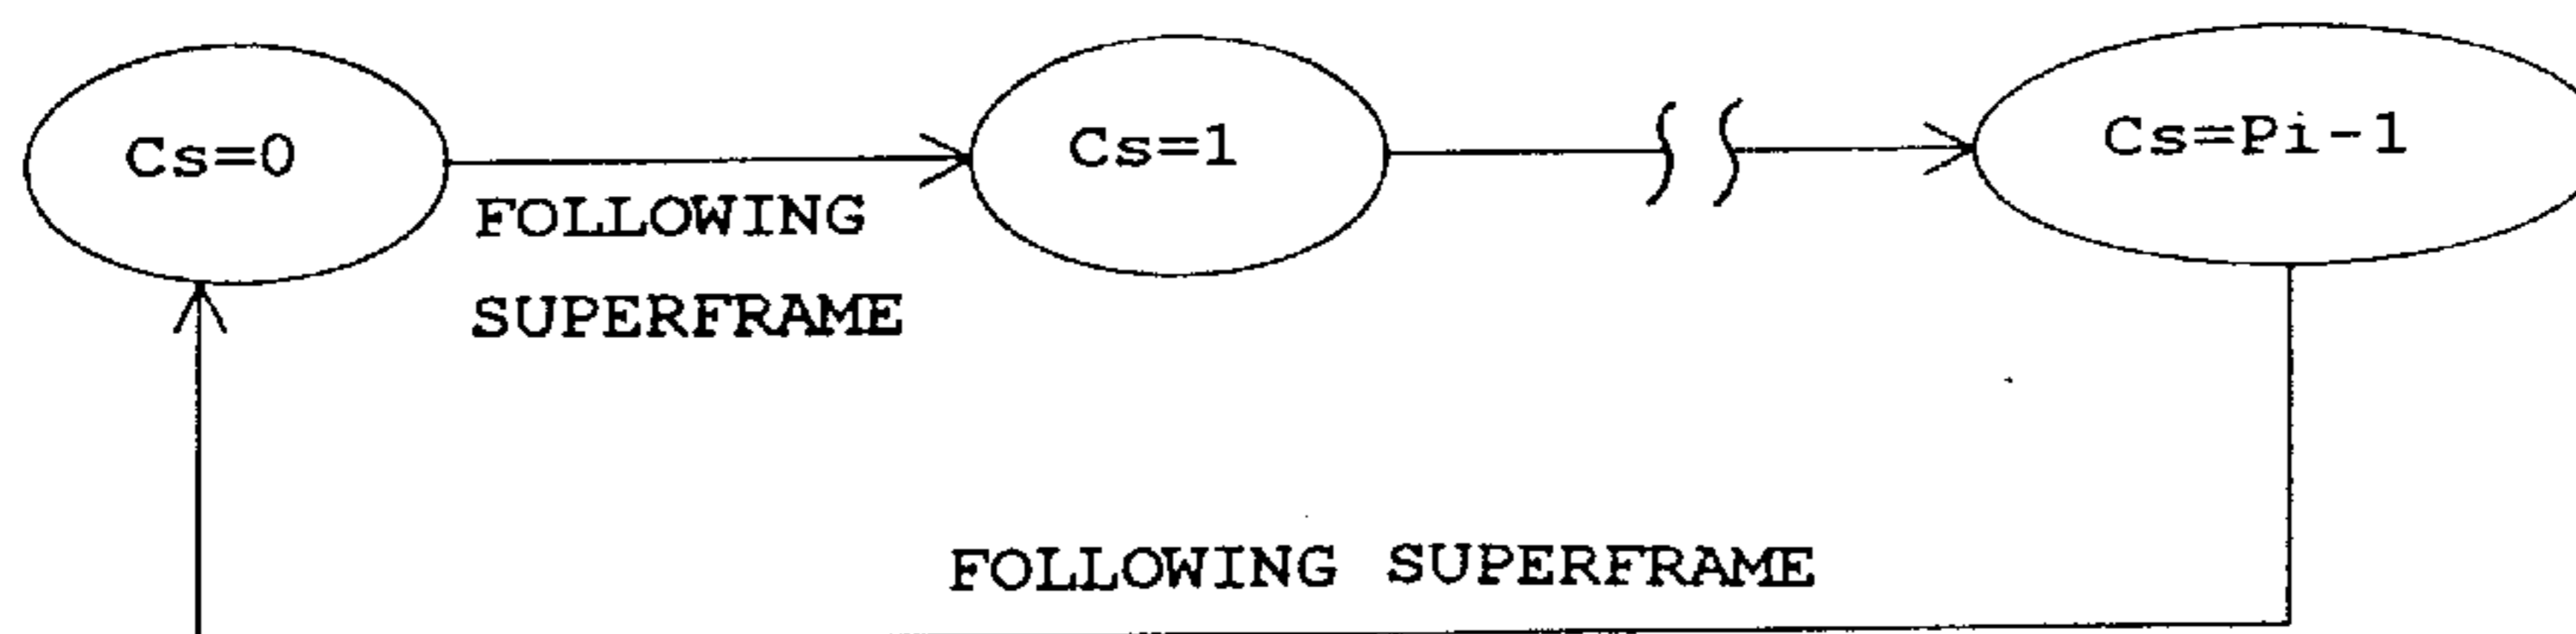 Cs=0
Cs=1
Cs=Pi-1
FOLLOWING
SUPERFRAME
FOLLOWING SUPERFRAME